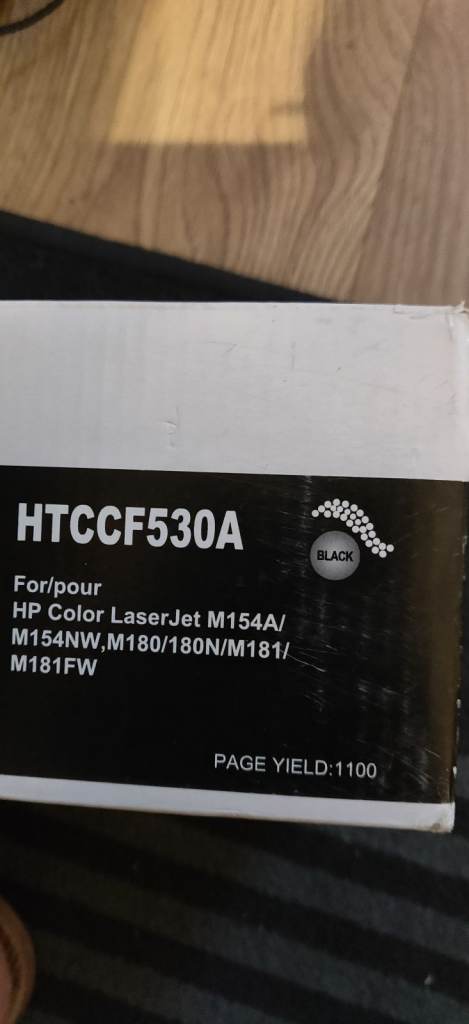 HTCCF530A
BLACK
For/pour
HP Color LaserJet M154A/
M154NW,M180/180N/M181/
M181FW
PAGE YIELD:1100